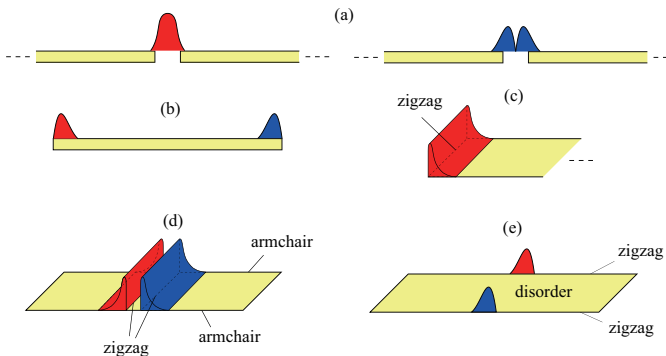 (a)
(b)
(c)
zigzag
(d)
armchair
armchair
zigzag
(e)
zigzag
disorder
zigzag